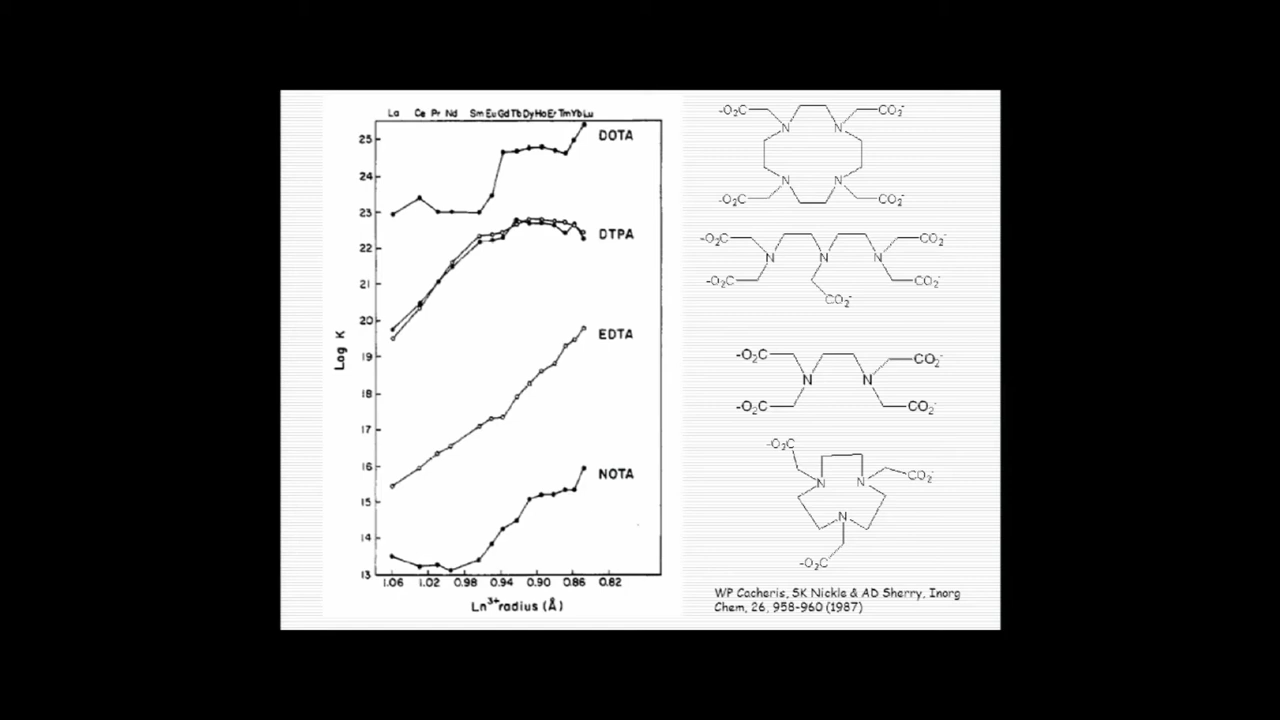 La Ce Pr Nd Sm Eu Gd Tb Dy Ho Er Tm Yb Lu
25
24
23
22
21
20
19
18
17
16
15
14
13
Log K
DOTA
DTPA
EDTA
NOTA
1.06 1.02 0.98 0.94 0.90 0.86 0.82
Ln3+ radius (Å)
-O2C CO2-
N N
N N
-O2C CO2-
-O2C CO2-
N N N
-O2C CO2-
CO2-
-O2C CO2-
N N
-O2C CO2-
-O2C
CO2-
N N
N
-O2C
WP Cacheris, SK Nickle & AD Sherry, Inorg
Chem, 26, 958-960 (1987)